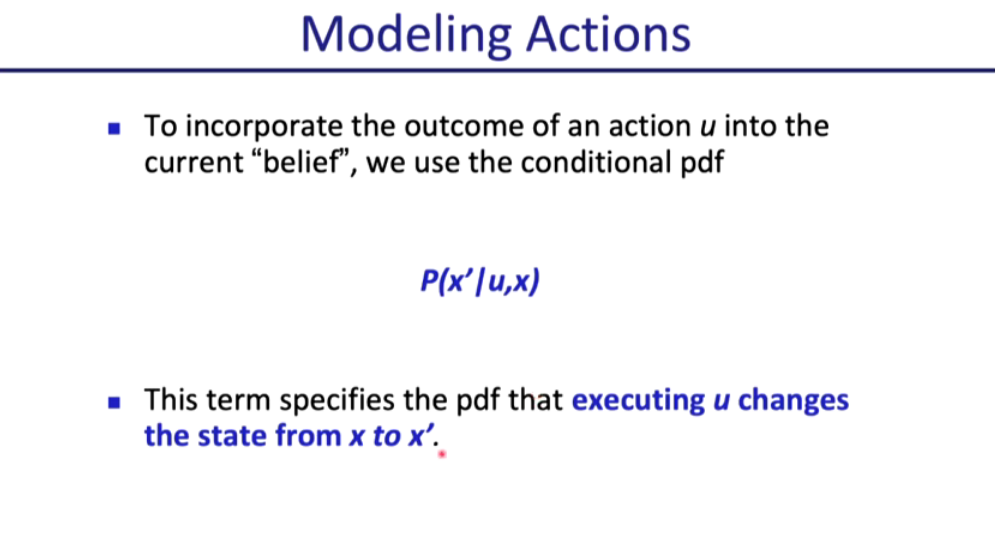 Modeling Actions
▪ To incorporate the outcome of an action u into the
current “belief”, we use the conditional pdf
P(x’|u,x)
▪ This term specifies the pdf that executing u changes
the state from x to x’.